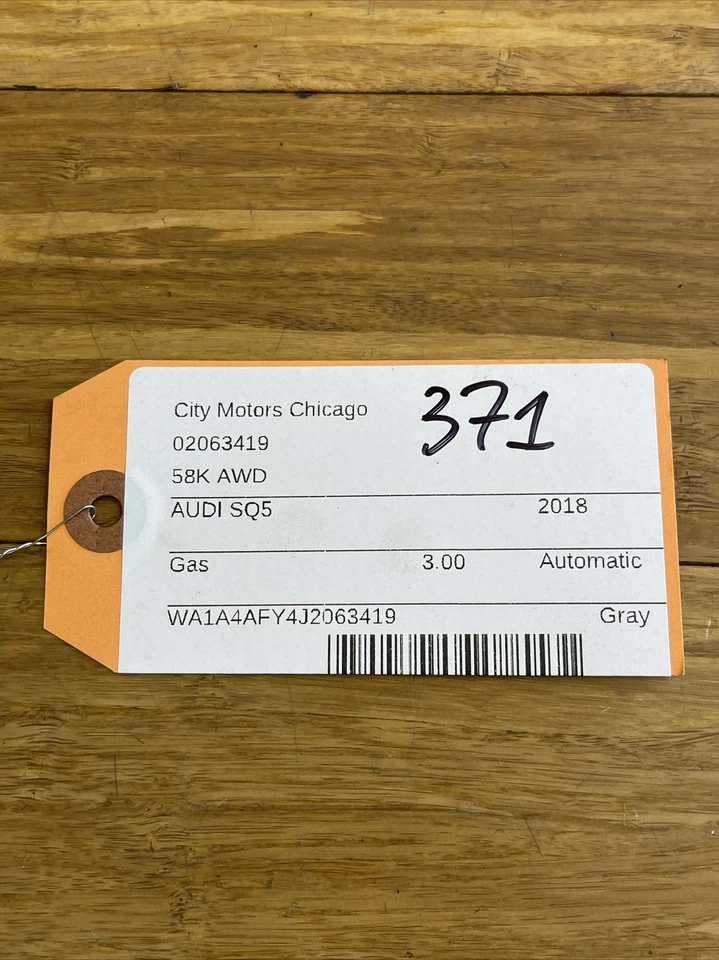 City Motors Chicago
371
02063419
58K AWD
AUDI SQ5 2018
Gas 3.00 Automatic
WA1A4AFY4J2063419 Gray